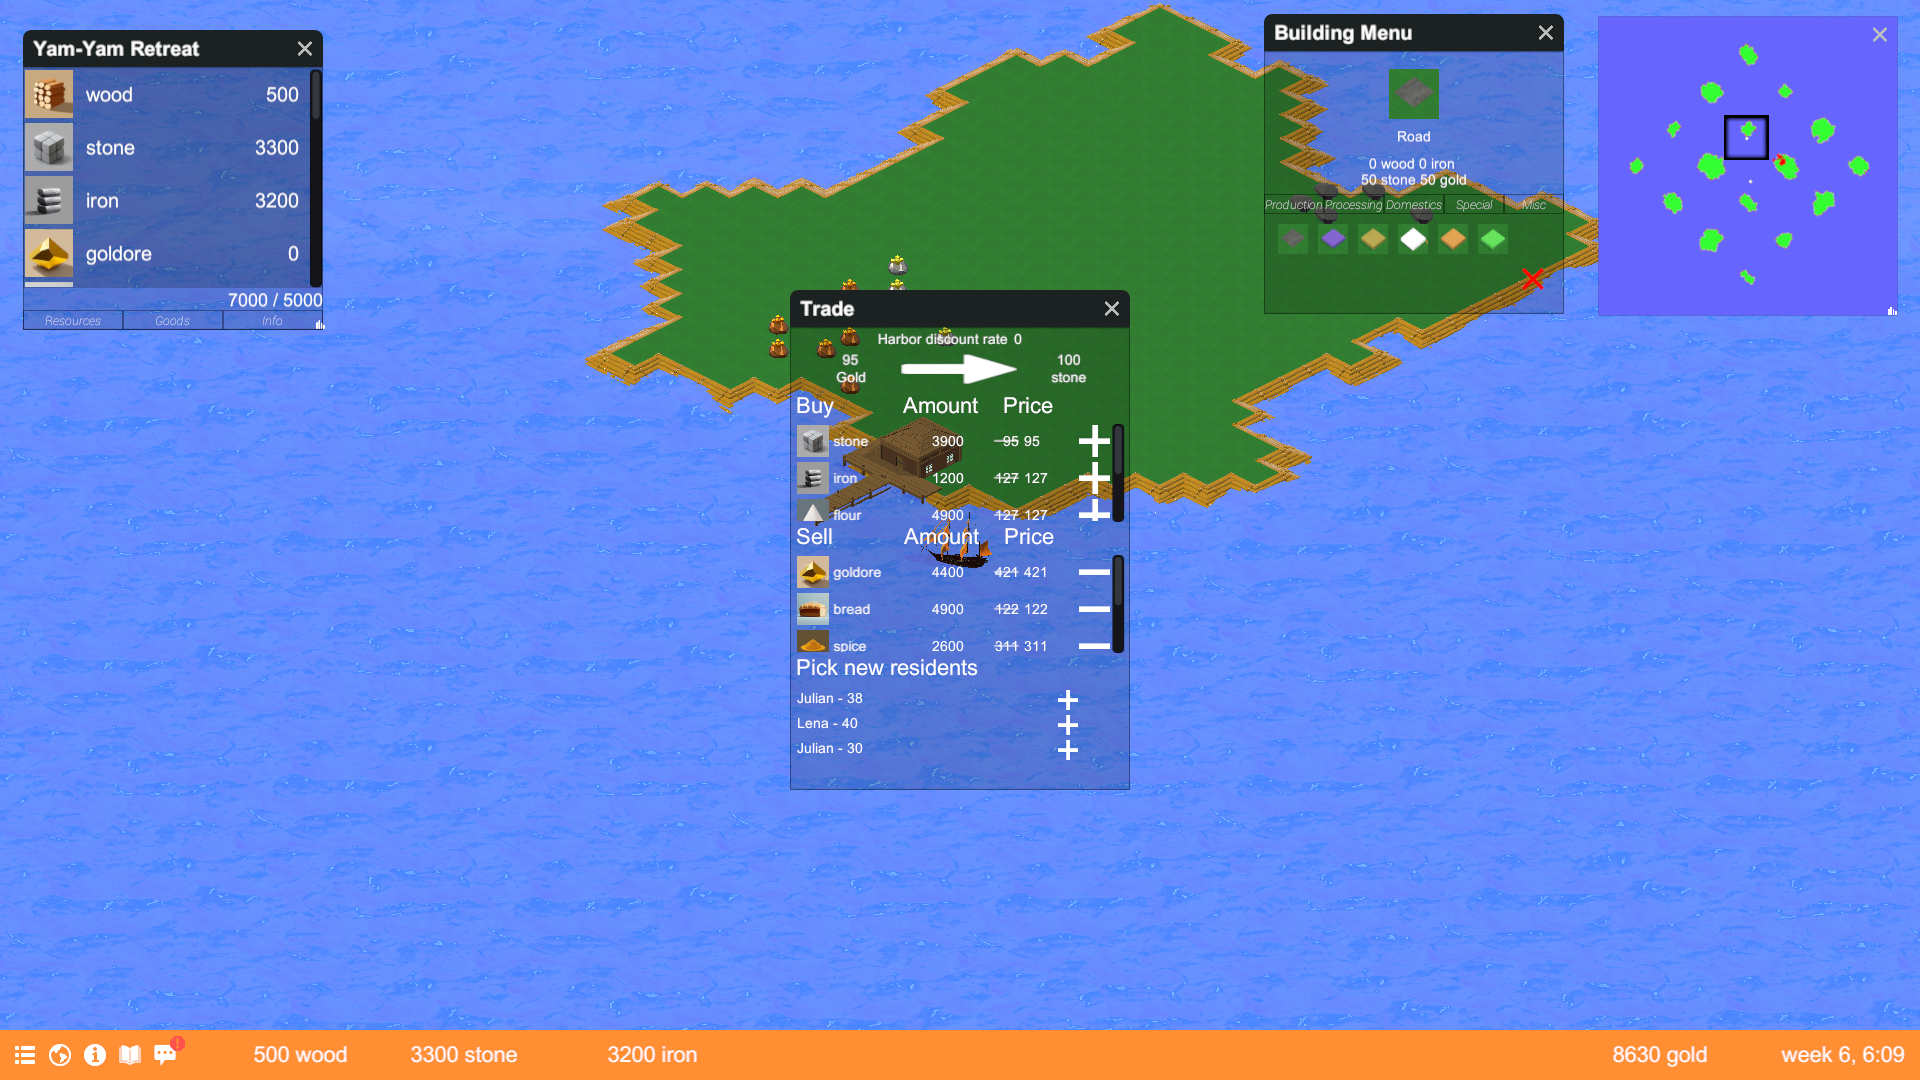 Yam-Yam Retreat
wood 500
stone 3300
iron 3200
goldore 0
7000 / 5000
Resources Goods Info
Trade
Harbor discount rate 0
95 100
Gold stone
Buy Amount Price
stone 3900 95 95
iron 1200 127 127
flour 4900 127 127
Sell Amount Price
goldore 4400 421 421
bread 4900 122 122
spice 2600 311 311
Pick new residents
Julian - 38
Lena - 40
Julian - 30
Building Menu
Road
0 wood 0 iron
50 stone 50 gold
Production Processing Domestics Special Misc
500 wood 3300 stone 3200 iron 8630 gold week 6, 6:09